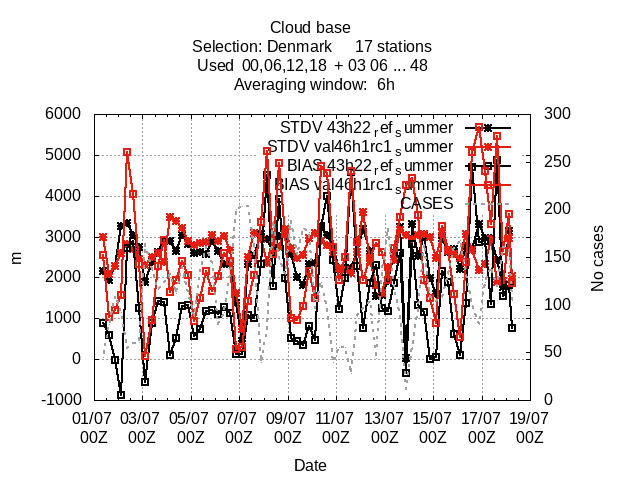 Cloud base
Selection: Denmark 17 stations
Used 00,06,12,18 + 03 06 ... 48
Averaging window: 6h
6000 300
STDV 43h22_ref_summer
STDV val46h1rc1_summer
5000 250
BIAS 43h22_ref_summer
BIAS val46h1rc1_summer
4000 200
CASES
3000 150
m
No cases
2000
1000 100
0 50
-1000 0
01/07 03/07 05/07 07/07 09/07 11/07 13/07 15/07 17/07 19/07
00Z 00Z 00Z 00Z 00Z 00Z 00Z 00Z 00Z 00Z
Date